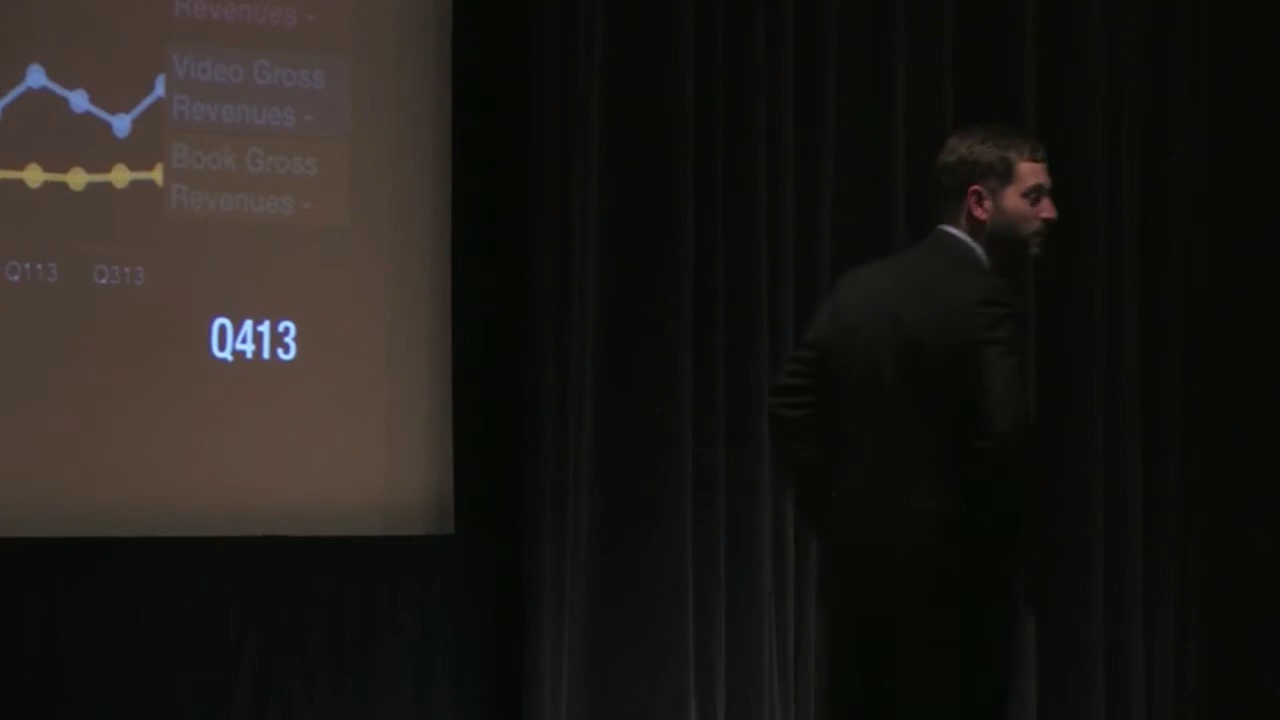 Revenues -
Video Gross
Revenues -
Book Gross
Revenues -
Q113 Q313
Q413